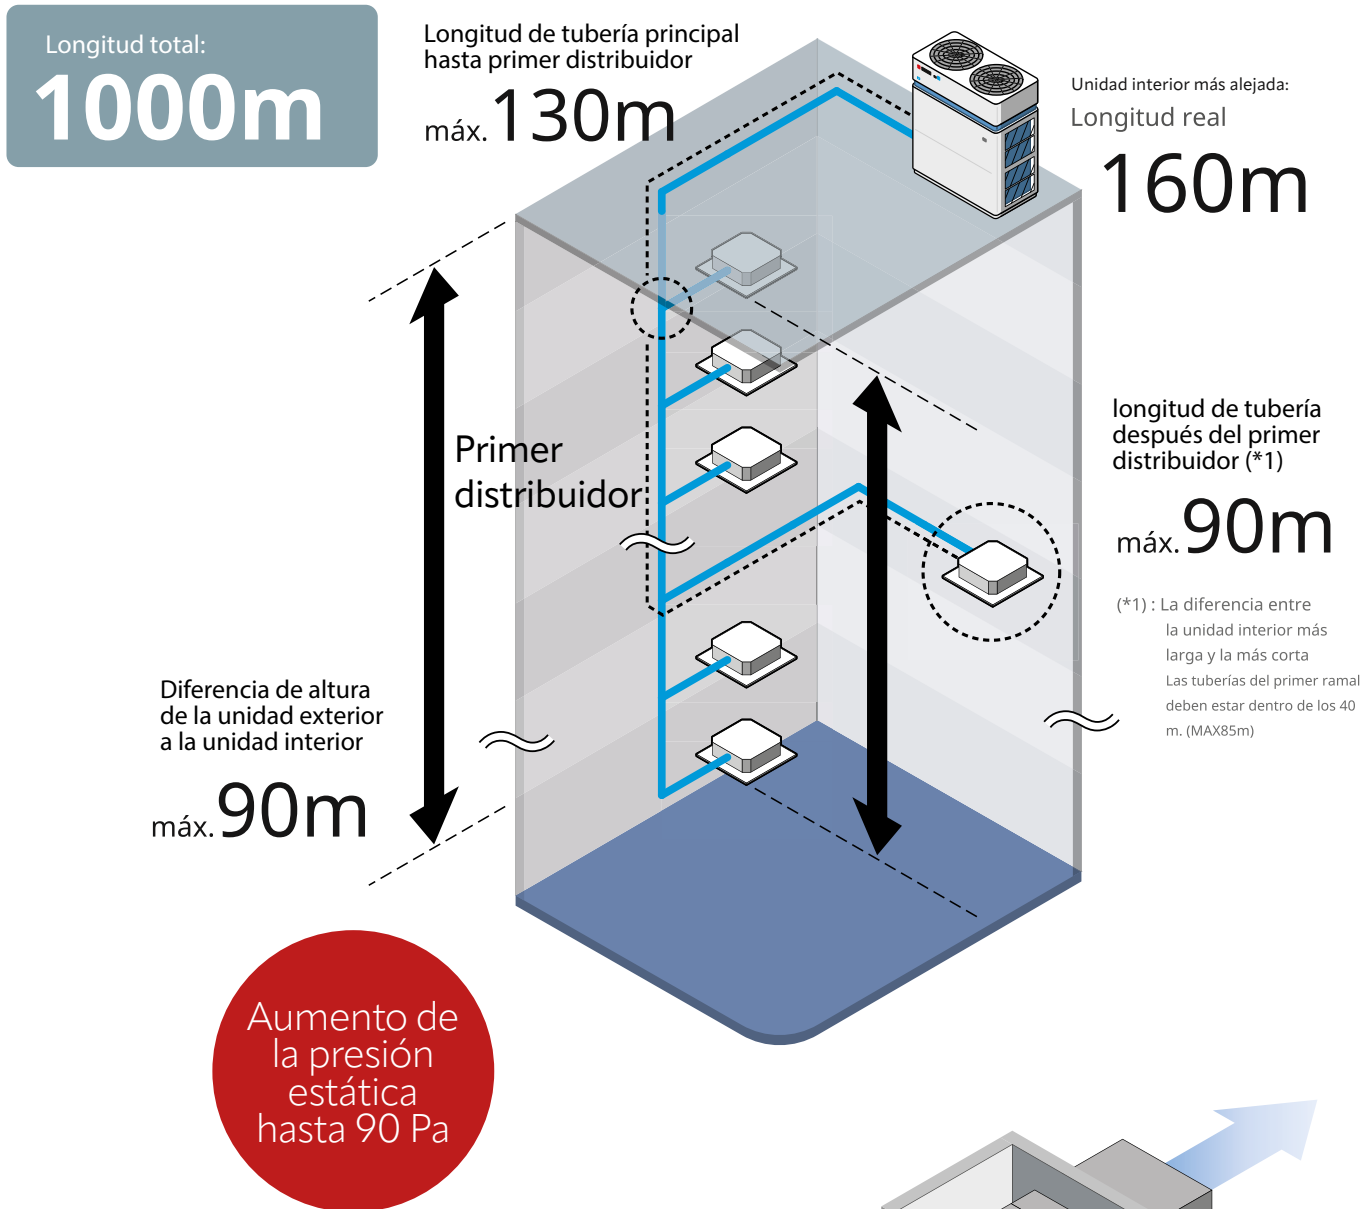 Longitud total:
1000m
Longitud de tubería principal
hasta primer distribuidor
máx. 130m
Unidad interior más alejada:
Longitud real
160m
Primer
distribuidor
longitud de tubería
después del primer
distribuidor (*1)
máx. 90m
(*1) : La diferencia entre
la unidad interior más
larga y la más corta
Las tuberías del primer ramal
deben estar dentro de los 40
m. (MAX85m)
Diferencia de altura
de la unidad exterior
a la unidad interior
máx. 90m
Aumento de
la presión
estática
hasta 90 Pa